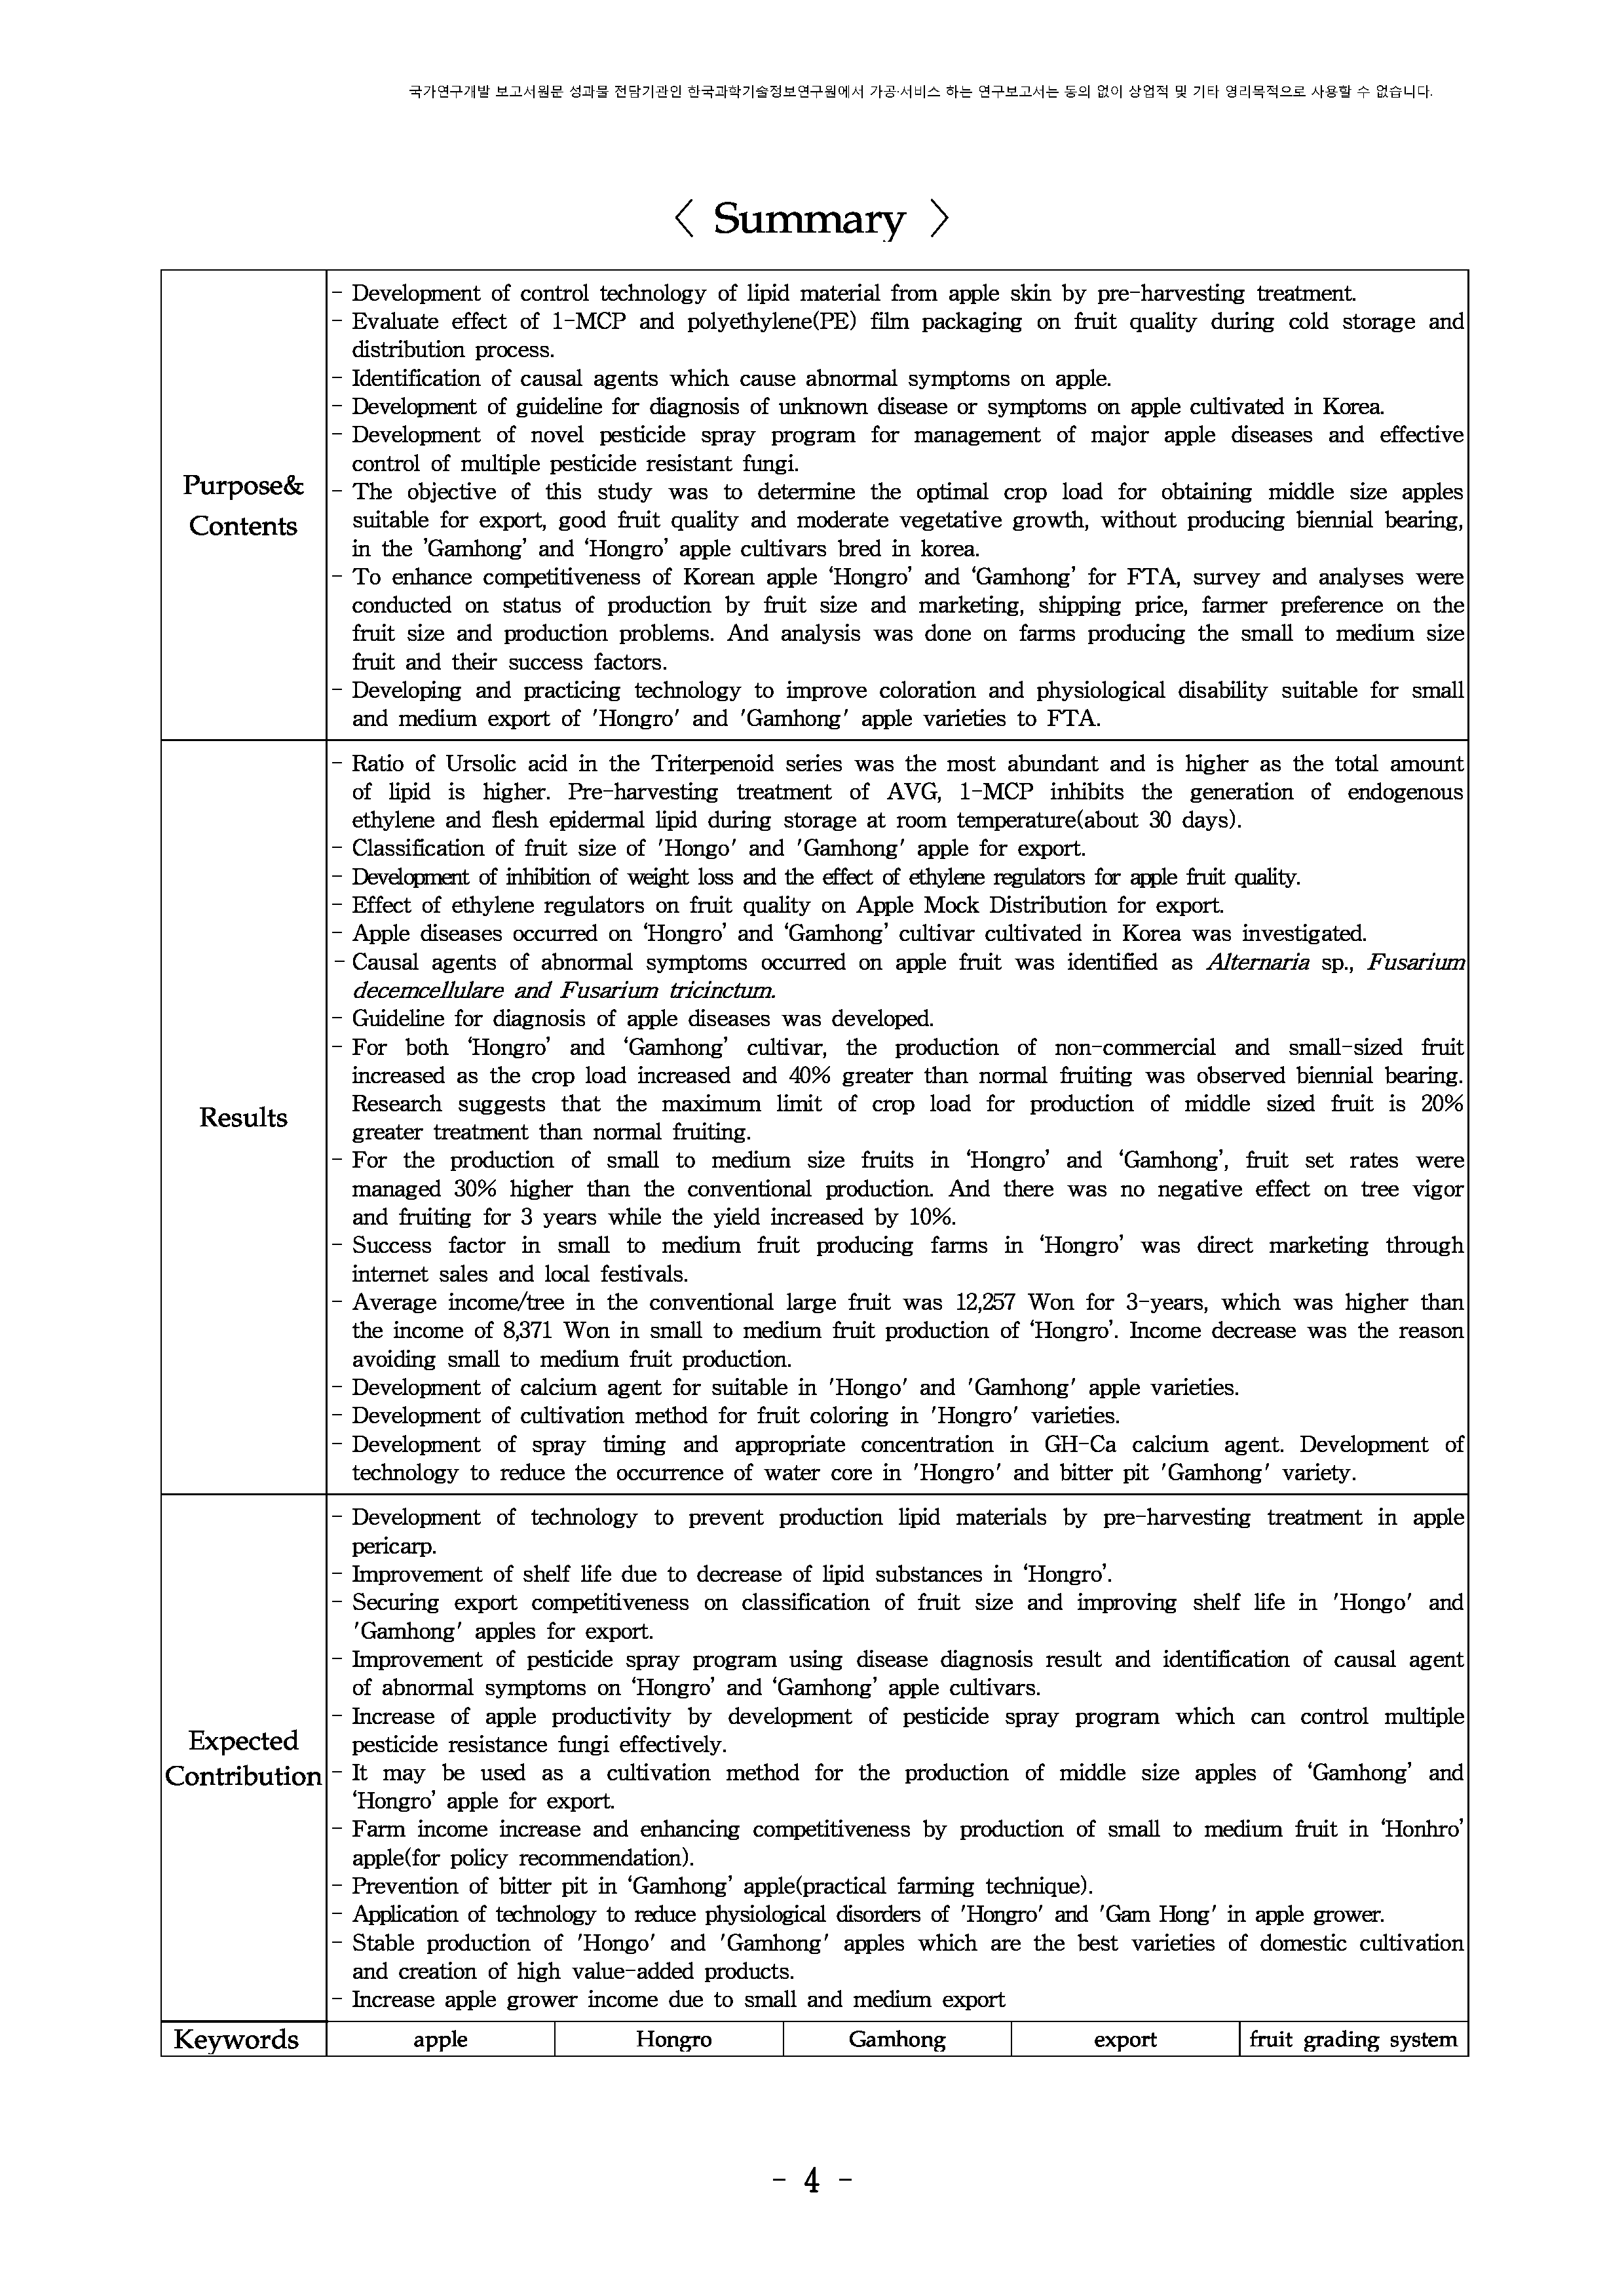 국가연구개발 보고서원문 성과물 전담기관인 한국과학기술정보연구원에서 가공·서비스 하는 연구보고서는 동의 없이 상업적 및 기타 영리목적으로 사용할 수 없습니다.
〈 Summary 〉
Purpose&
Contents
- Development of control technology of lipid material from apple skin by pre-harvesting treatment.
- Evaluate effect of 1-MCP and polyethylene(PE) film packaging on fruit quality during cold storage and
distribution process.
- Identification of causal agents which cause abnormal symptoms on apple.
- Development of guideline for diagnosis of unknown disease or symptoms on apple cultivated in Korea.
- Development of novel pesticide spray program for management of major apple diseases and effective
control of multiple pesticide resistant fungi.
- The objective of this study was to determine the optimal crop load for obtaining middle size apples
suitable for export, good fruit quality and moderate vegetative growth, without producing biennial bearing,
in the ’Gamhong’ and ‘Hongro’ apple cultivars bred in korea.
- To enhance competitiveness of Korean apple ‘Hongro’ and ‘Gamhong’ for FTA, survey and analyses were
conducted on status of production by fruit size and marketing, shipping price, farmer preference on the
fruit size and production problems. And analysis was done on farms producing the small to medium size
fruit and their success factors.
- Developing and practicing technology to improve coloration and physiological disability suitable for small
and medium export of 'Hongro' and 'Gamhong' apple varieties to FTA.
Results
- Ratio of Ursolic acid in the Triterpenoid series was the most abundant and is higher as the total amount
of lipid is higher. Pre-harvesting treatment of AVG, 1-MCP inhibits the generation of endogenous
ethylene and flesh epidermal lipid during storage at room temperature(about 30 days).
- Classification of fruit size of 'Hongo' and 'Gamhong' apple for export.
- Development of inhibition of weight loss and the effect of ethylene regulators for apple fruit quality.
- Effect of ethylene regulators on fruit quality on Apple Mock Distribution for export.
- Apple diseases occurred on ‘Hongro’ and ‘Gamhong’ cultivar cultivated in Korea was investigated.
- Causal agents of abnormal symptoms occurred on apple fruit was identified as Alternaria sp., Fusarium
decemcellulare and Fusarium tricinctum.
- Guideline for diagnosis of apple diseases was developed.
- For both ‘Hongro’ and ‘Gamhong’ cultivar, the production of non-commercial and small-sized fruit
increased as the crop load increased and 40% greater than normal fruiting was observed biennial bearing.
Research suggests that the maximum limit of crop load for production of middle sized fruit is 20%
greater treatment than normal fruiting.
- For the production of small to medium size fruits in ‘Hongro’ and ‘Gamhong’, fruit set rates were
managed 30% higher than the conventional production. And there was no negative effect on tree vigor
and fruiting for 3 years while the yield increased by 10%.
- Success factor in small to medium fruit producing farms in ‘Hongro’ was direct marketing through
internet sales and local festivals.
- Average income/tree in the conventional large fruit was 12,257 Won for 3-years, which was higher than
the income of 8,371 Won in small to medium fruit production of ‘Hongro’. Income decrease was the reason
avoiding small to medium fruit production.
- Development of calcium agent for suitable in 'Hongo' and 'Gamhong' apple varieties.
- Development of cultivation method for fruit coloring in 'Hongro' varieties.
- Development of spray timing and appropriate concentration in GH-Ca calcium agent. Development of
technology to reduce the occurrence of water core in 'Hongro' and bitter pit 'Gamhong' variety.
Expected
Contribution
- Development of technology to prevent production lipid materials by pre-harvesting treatment in apple
pericarp.
- Improvement of shelf life due to decrease of lipid substances in ‘Hongro’.
- Securing export competitiveness on classification of fruit size and improving shelf life in 'Hongo' and
'Gamhong' apples for export.
- Improvement of pesticide spray program using disease diagnosis result and identification of causal agent
of abnormal symptoms on ‘Hongro’ and ‘Gamhong’ apple cultivars.
- Increase of apple productivity by development of pesticide spray program which can control multiple
pesticide resistance fungi effectively.
- It may be used as a cultivation method for the production of middle size apples of ‘Gamhong’ and
‘Hongro’ apple for export.
- Farm income increase and enhancing competitiveness by production of small to medium fruit in ‘Honhro’
apple(for policy recommendation).
- Prevention of bitter pit in ‘Gamhong’ apple(practical farming technique).
- Application of technology to reduce physiological disorders of 'Hongro' and 'Gam Hong' in apple grower.
- Stable production of 'Hongo' and 'Gamhong' apples which are the best varieties of domestic cultivation
and creation of high value-added products.
- Increase apple grower income due to small and medium export
Keywords apple Hongro Gamhong export fruit grading system
- 4 -